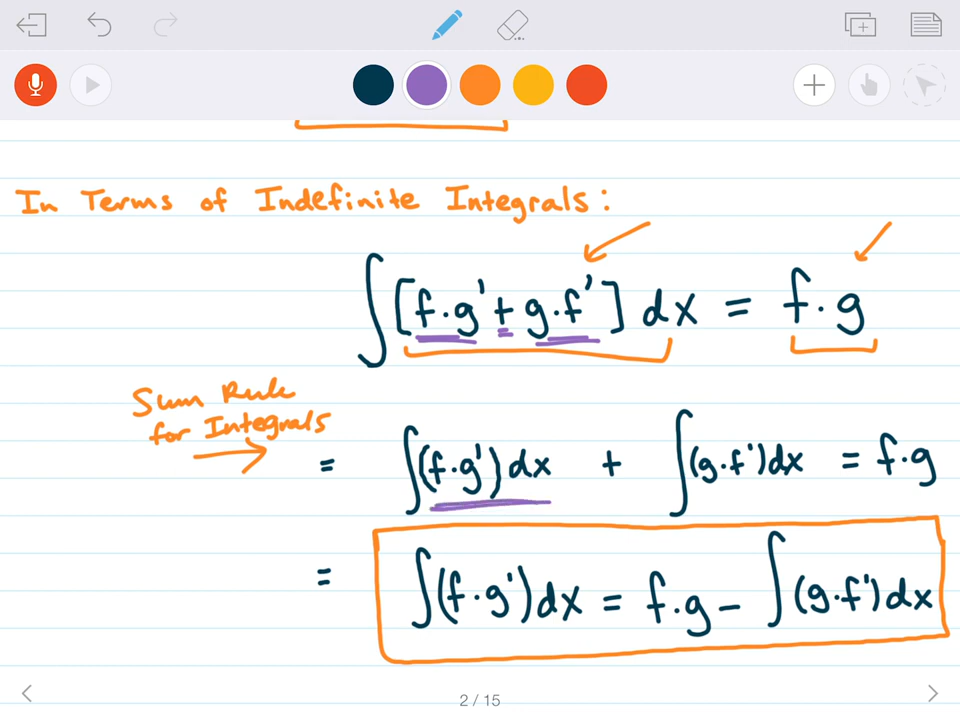 In Terms of Indefinite Integrals:
∫[f·g'+g·f'] dx = f·g
Sum Rule
for Integrals
= ∫(f·g')dx + ∫(g·f')dx = f·g
= ∫(f·g')dx = f·g - ∫(g·f')dx
2 / 15